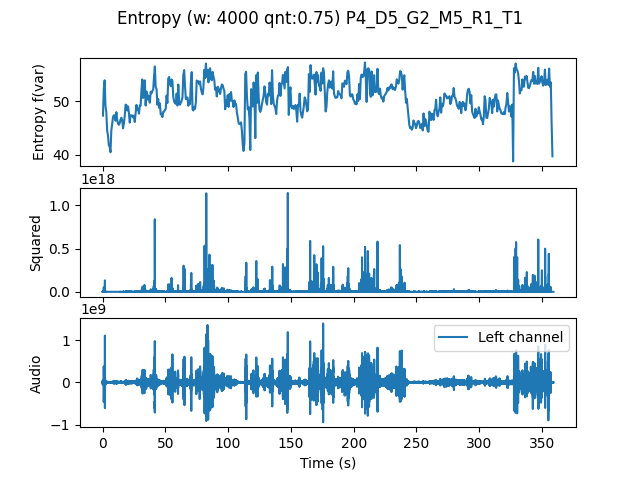 Entropy (w: 4000 qnt:0.75) P4_D5_G2_M5_R1_T1
Entropy f(var)
50
40
1e18
Squared
1.0
0.5
0.0
1e9
Audio
1
0
−1
Left channel
0 50 100 150 200 250 300 350
Time (s)